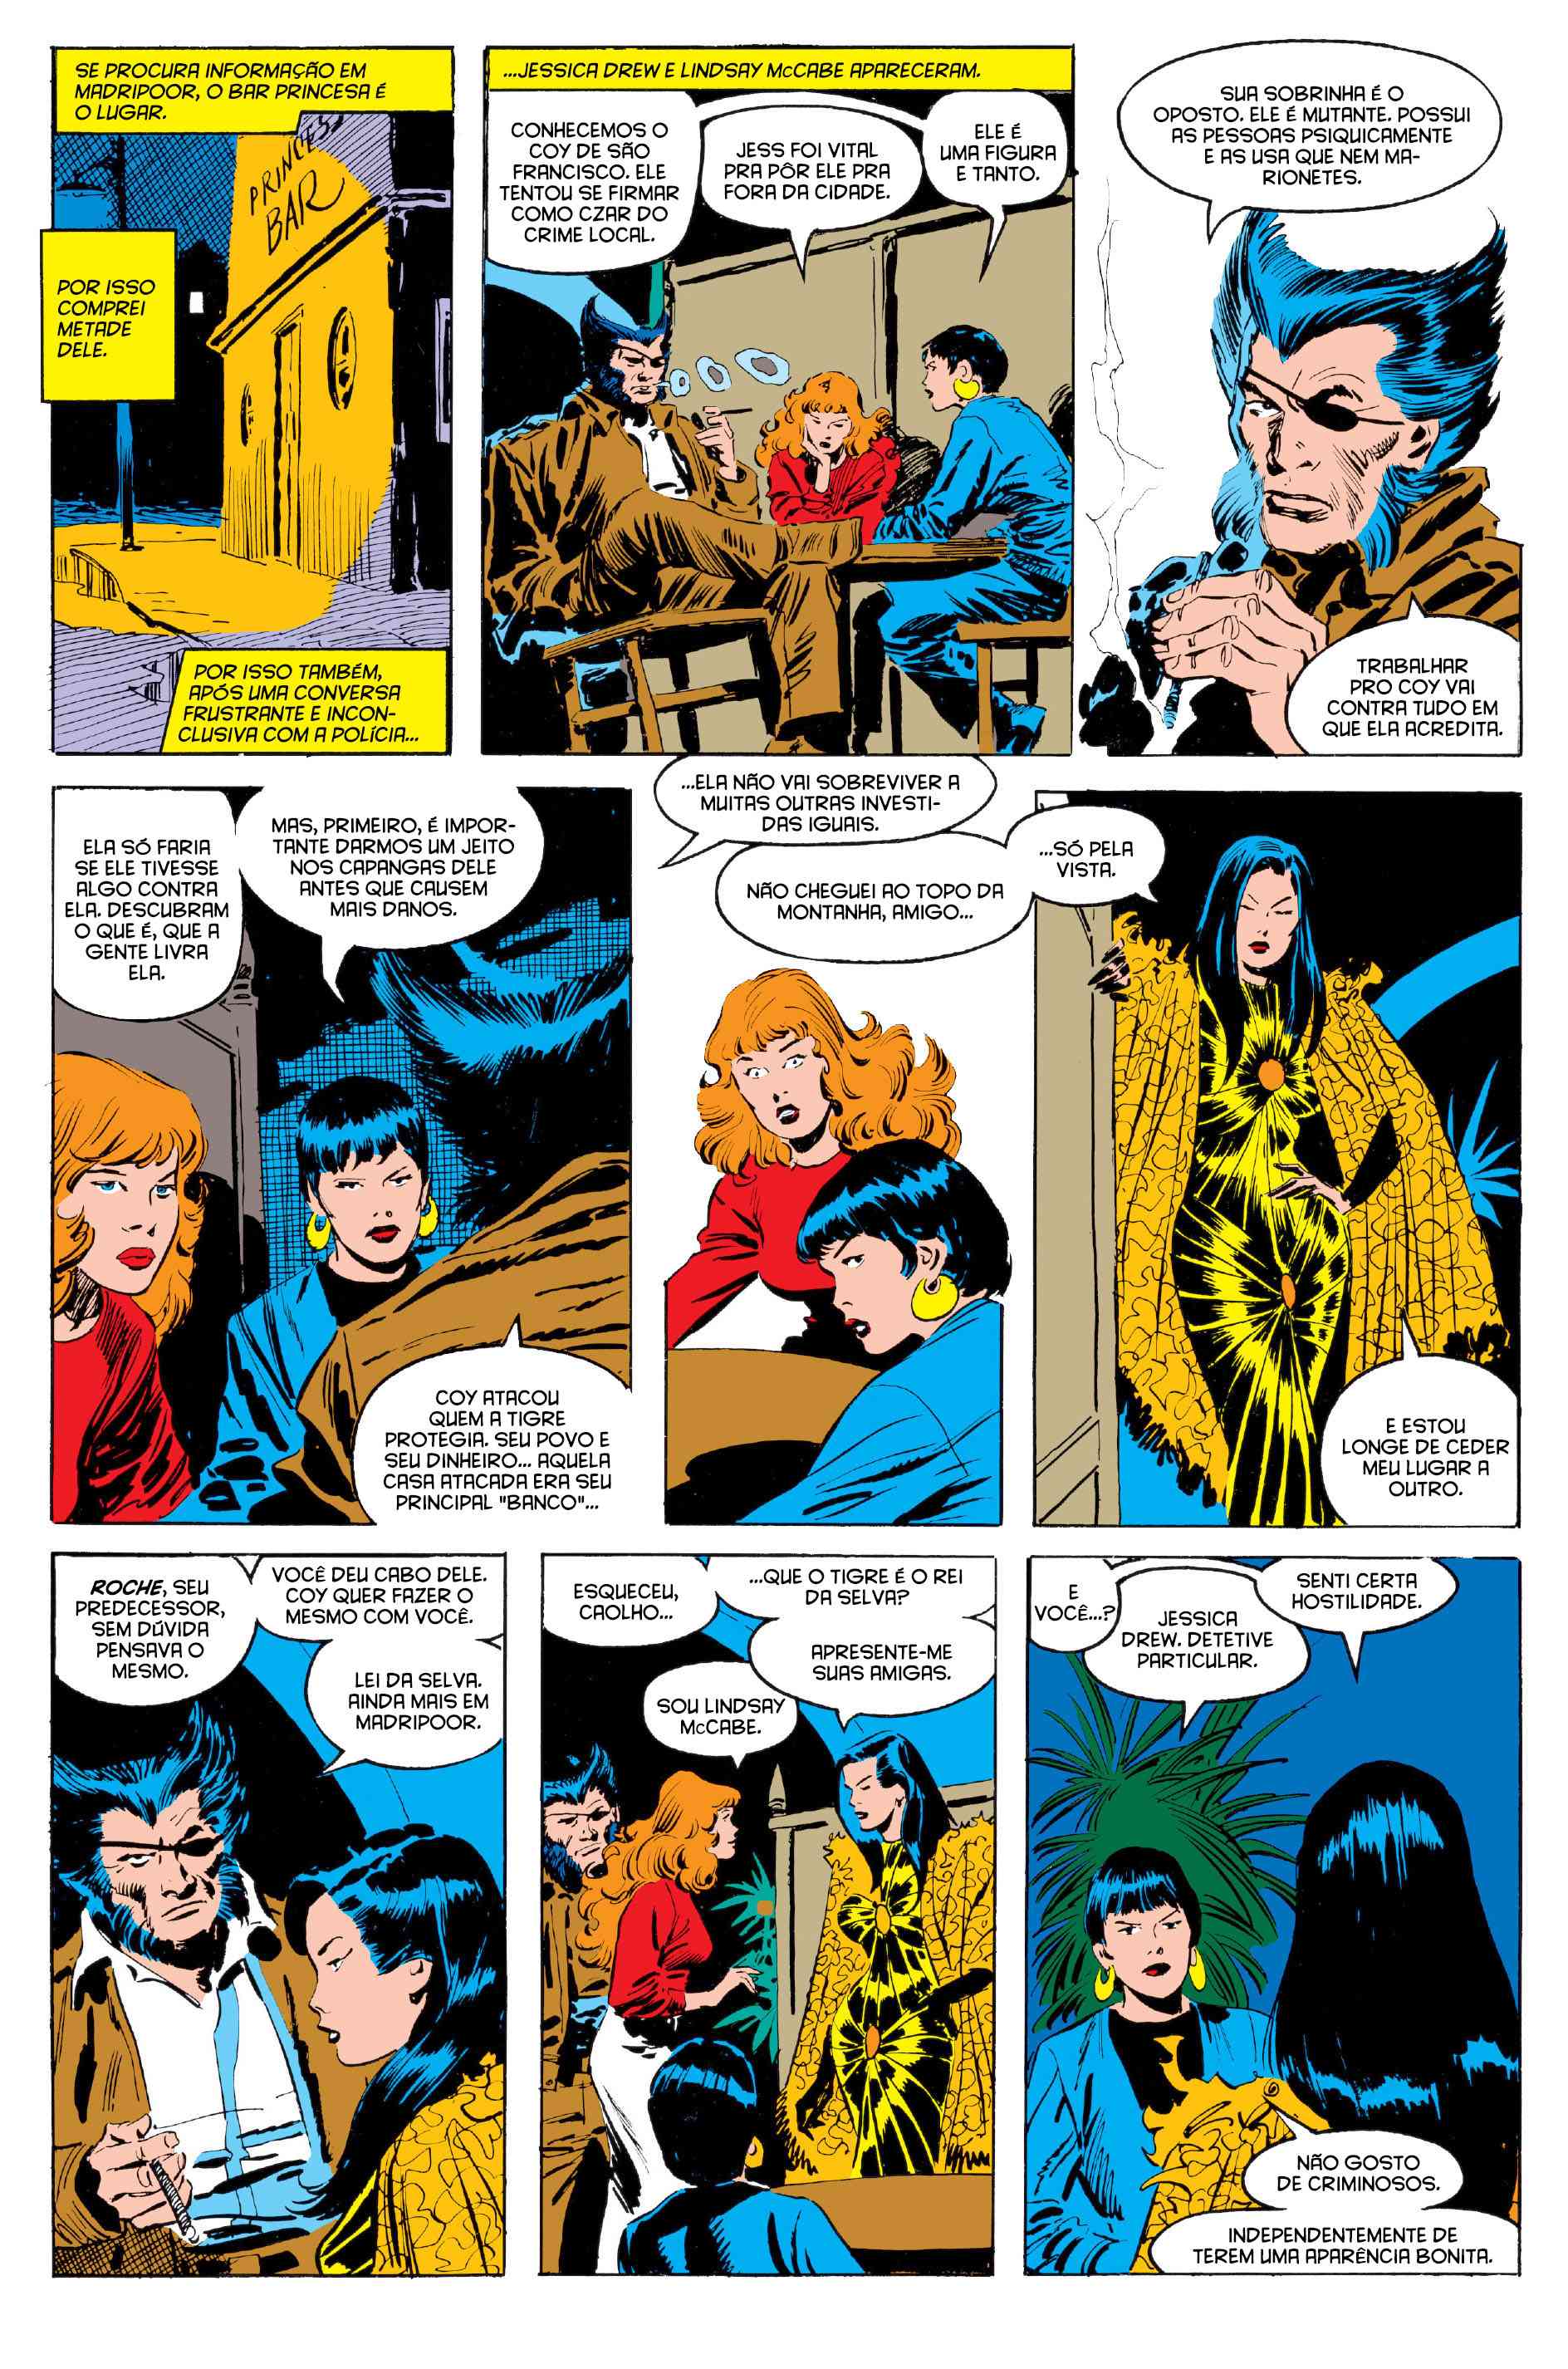 SE PROCURA INFORMAÇÃO EM
MADRIPOOR, O BAR PRINCESA É
O LUGAR.
PRINCESS
BAR
POR ISSO
COMPREI
METADE
DELE.
POR ISSO TAMBÉM,
APÓS UMA CONVERSA
FRUSTRANTE E INCON-
CLUSIVA COM A POLÍCIA...
...JESSICA DREW E LINDSAY McCABE APARECERAM.
CONHECEMOS O
COY DE SÃO
FRANCISCO. ELE
TENTOU SE FIRMAR
COMO CZAR DO
CRIME LOCAL.
JESS FOI VITAL
PRA PÔR ELE PRA
FORA DA CIDADE.
ELE É
UMA FIGURA
E TANTO.
SUA SOBRINHA É O
OPOSTO. ELE É MUTANTE. POSSUI
AS PESSOAS PSIQUICAMENTE
E AS USA QUE NEM MA-
RIONETES.
TRABALHAR
PRO COY VAI
CONTRA TUDO EM
QUE ELA ACREDITA.
ELA SÓ FARIA
SE ELE TIVESSE
ALGO CONTRA
ELA. DESCUBRAM
O QUE É, QUE A
GENTE LIVRA
ELA.
MAS, PRIMEIRO, É IMPOR-
TANTE DARMOS UM JEITO
NOS CAPANGAS DELE
ANTES QUE CAUSEM
MAIS DANOS.
COY ATACOU
QUEM A TIGRE
PROTEGIA. SEU POVO E
SEU DINHEIRO... AQUELA
CASA ATACADA ERA SEU
PRINCIPAL "BANCO"...
...ELA NÃO VAI SOBREVIVER A
MUITAS OUTRAS INVESTI-
DAS IGUAIS.
NÃO CHEGUEI AO TOPO DA
MONTANHA, AMIGO...
...SÓ PELA
VISTA.
E ESTOU
LONGE DE CEDER
MEU LUGAR A
OUTRO.
ROCHE, SEU
PREDECESSOR,
SEM DÚVIDA
PENSAVA O
MESMO.
VOCÊ DEU CABO DELE.
COY QUER FAZER O
MESMO COM VOCÊ.
LEI DA SELVA.
AINDA MAIS EM
MADRIPOOR.
ESQUECEU,
CAOLHO...
...QUE O TIGRE É O REI
DA SELVA?
APRESENTE-ME
SUAS AMIGAS.
SOU LINDSAY
McCABE.
E
VOCÊ...?
JESSICA
DREW. DETETIVE
PARTICULAR.
SENTI CERTA
HOSTILIDADE.
NÃO GOSTO
DE CRIMINOSOS.
INDEPENDENTEMENTE DE
TEREM UMA APARÊNCIA BONITA.